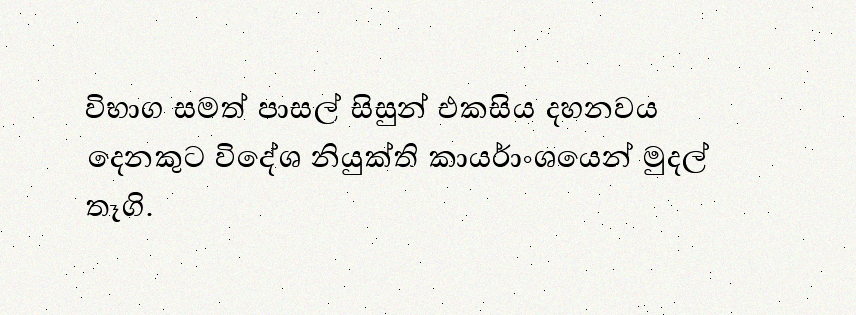 විභාග සමත් පාසල් සිසුන් එකසිය දහනවය
දෙනකුට විදේශ නියුක්ති කාර්යාංශයෙන් මුදල්
තෑගි.